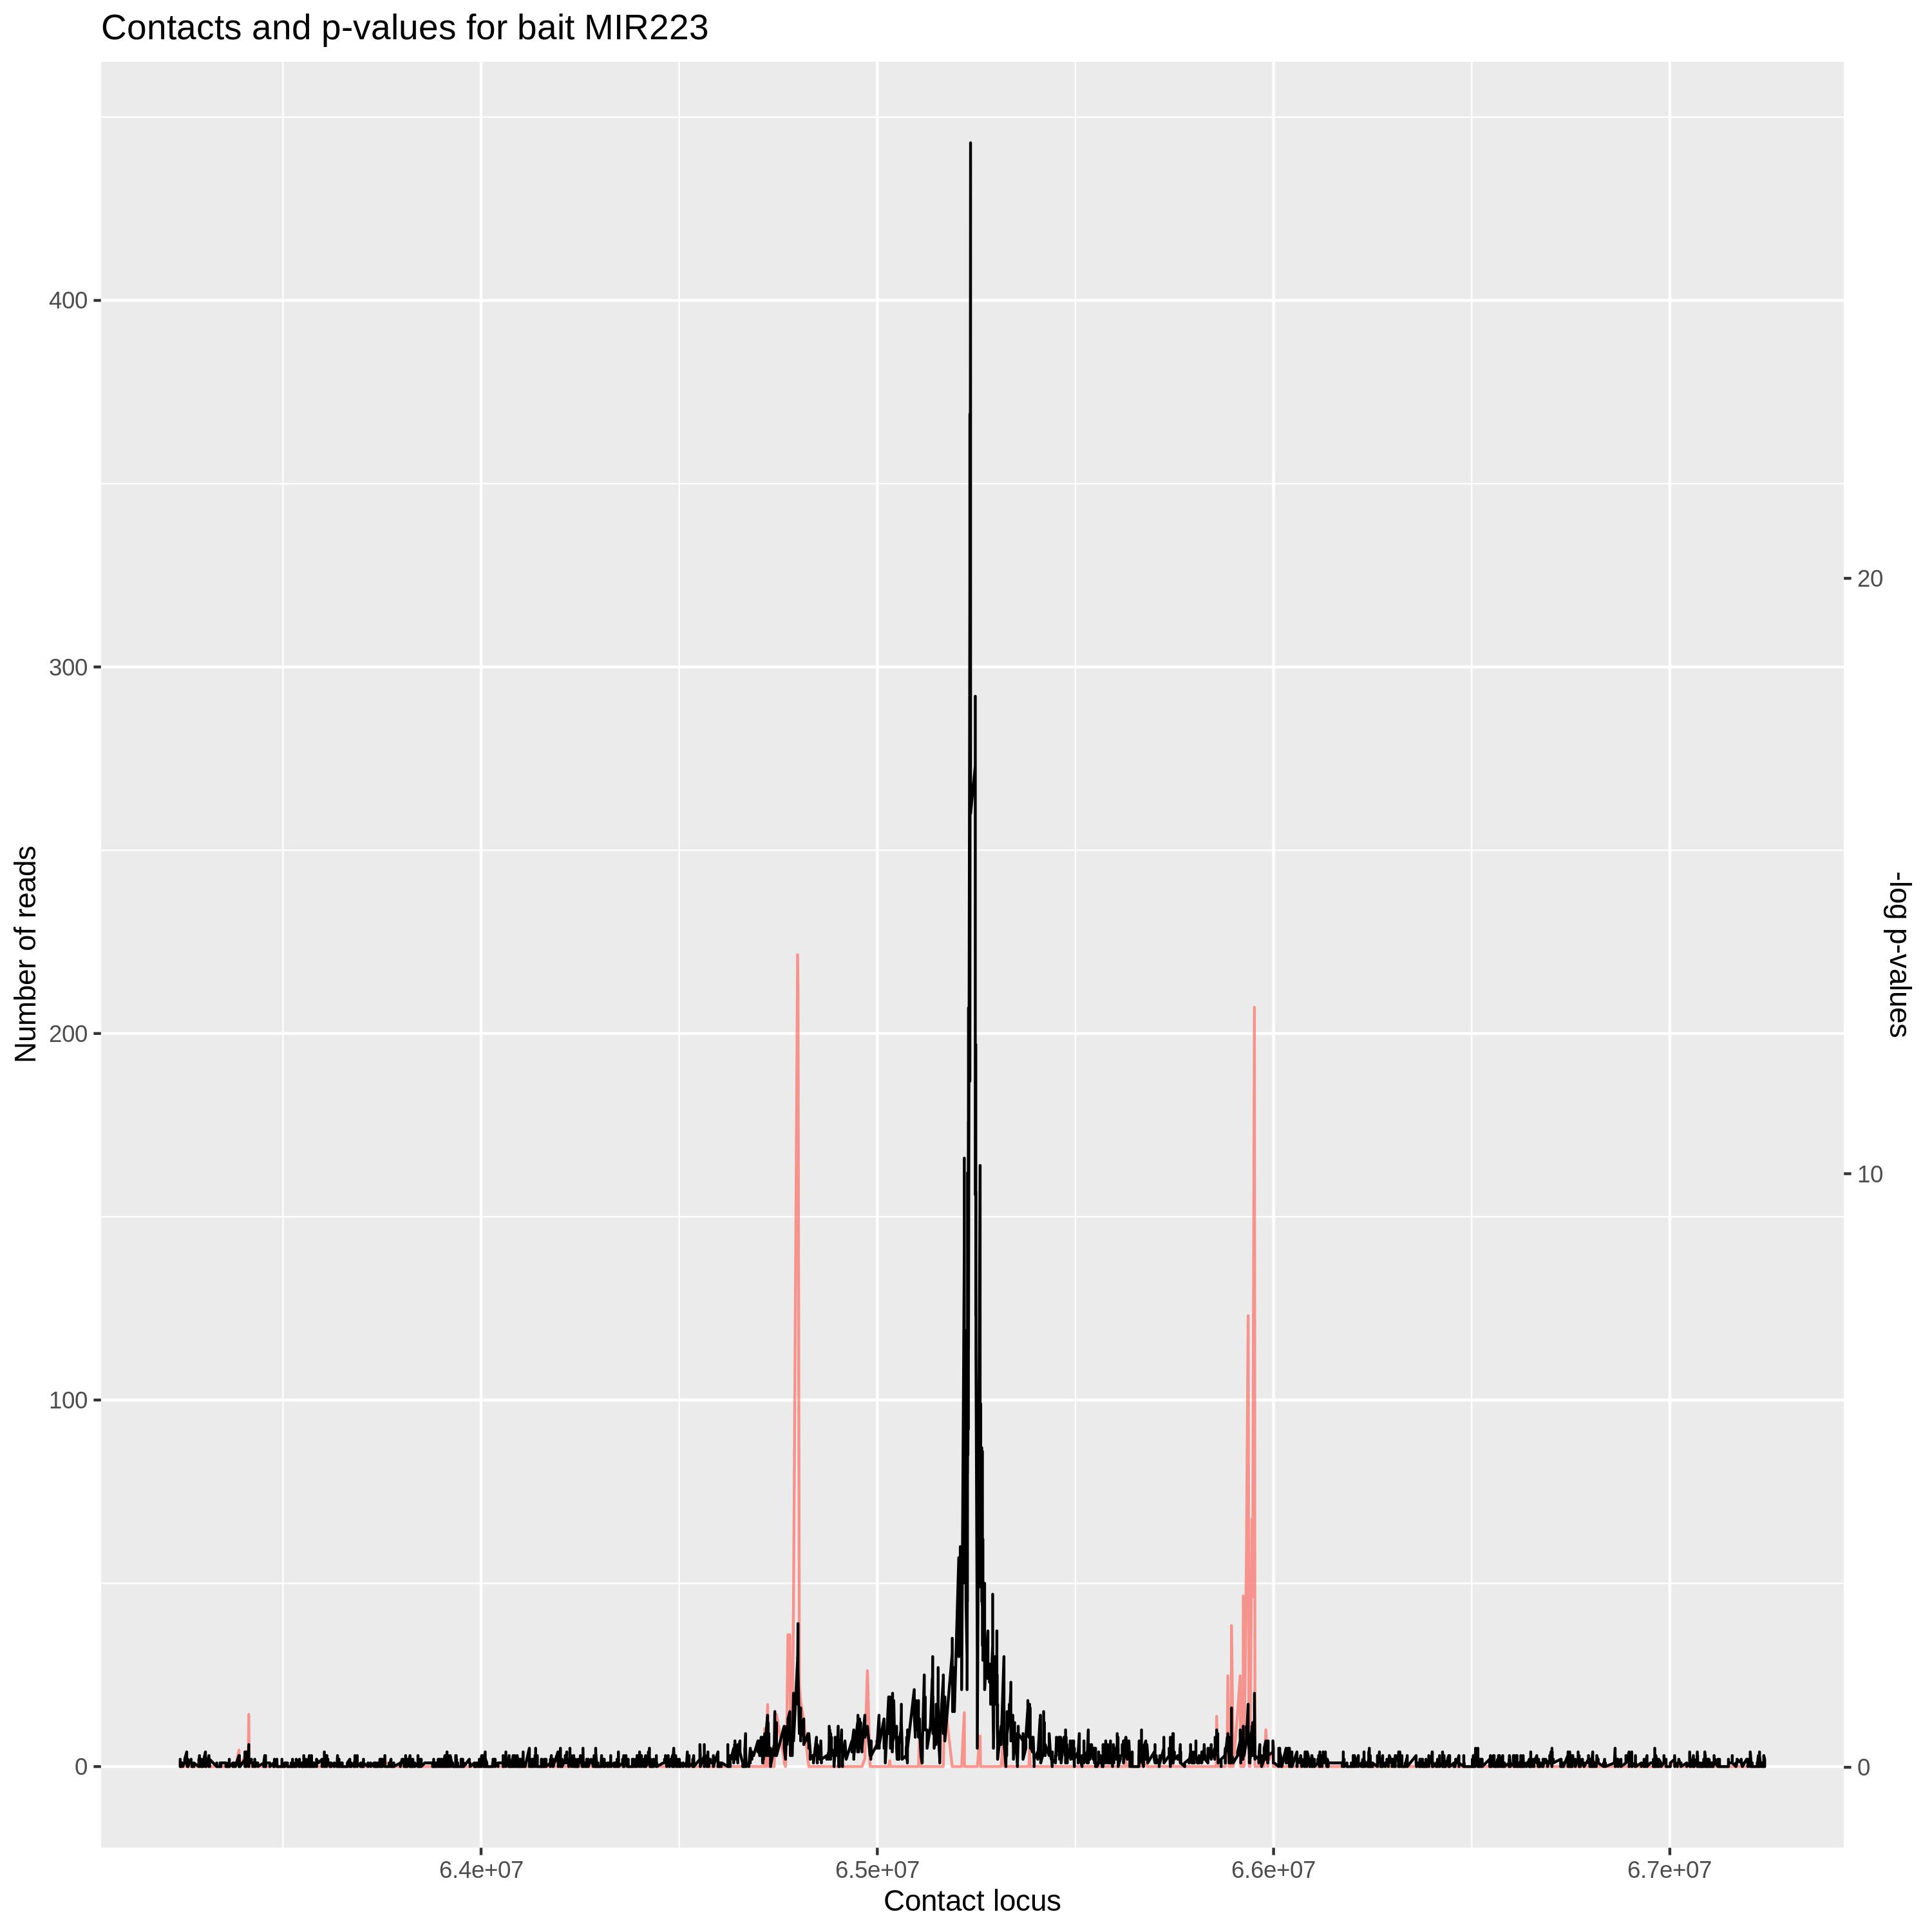 Contacts and p-values for bait MIR223
400
300
200
100
0
Number of reads
20
10
0
-log p-values
6.4e+07
6.5e+07
6.6e+07
6.7e+07
Contact locus